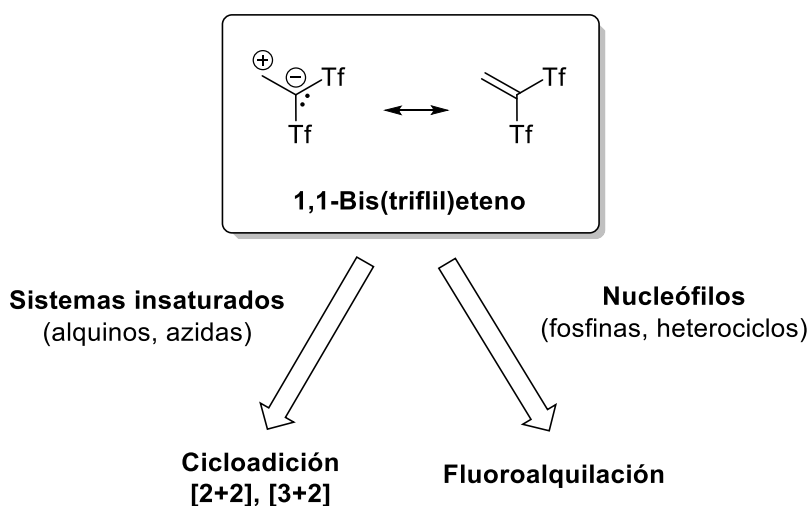 +
−
Tf
Tf
Tf
Tf
1,1-Bis(triflil)eteno
Sistemas insaturados
(alquinos, azidas)
Nucleófilos
(fosfinas, heterociclos)
Cicloadición
[2+2], [3+2]
Fluoroalquilación